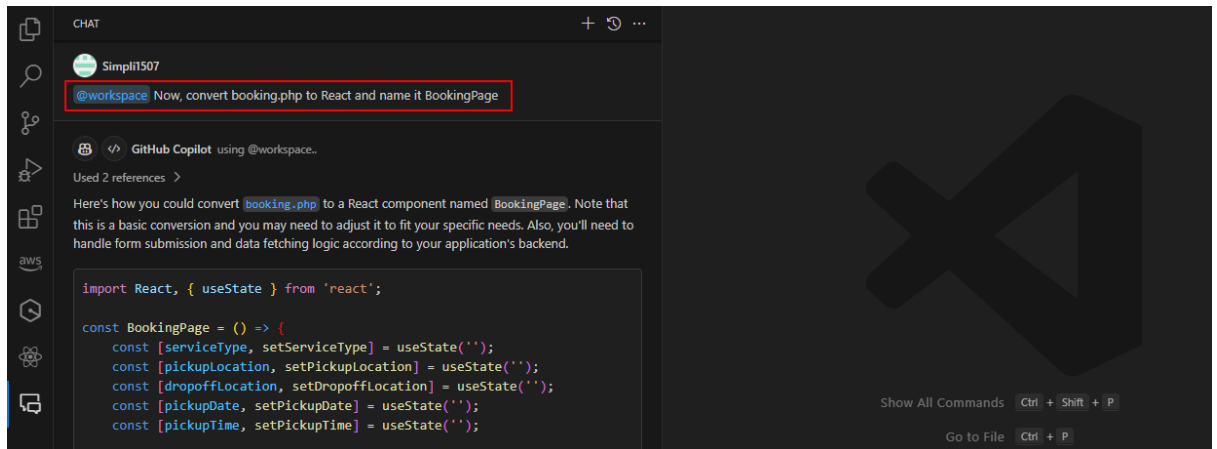 CHAT
Simpli1507
@workspace Now, convert booking.php to React and name it BookingPage
GitHub Copilot using @workspace..
Used 2 references
Here's how you could convert booking.php to a React component named BookingPage. Note that
this is a basic conversion and you may need to adjust it to fit your specific needs. Also, you'll need to
handle form submission and data fetching logic according to your application's backend.
import React, { useState } from 'react';
const BookingPage = () => {
const [serviceType, setServiceType] = useState('');
const [pickupLocation, setPickupLocation] = useState('');
const [dropoffLocation, setDropoffLocation] = useState('');
const [pickupDate, setPickupDate] = useState('');
const [pickupTime, setPickupTime] = useState('');
aws
Show All Commands Ctrl + Shift + P
Go to File Ctrl + P